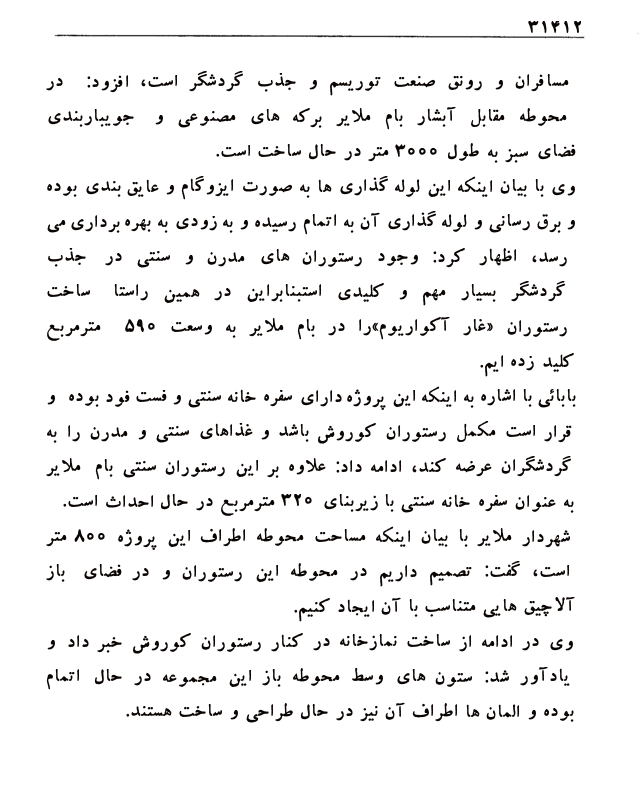 ۳۱۴۱۲
مسافران و رونق صنعت توریسم و جذب گردشگر است، افزود: در
محوطه مقابل آبشار بام ملایر برکه های مصنوعی و جویباربندی
فضای سبز به طول ۳۰۰۰ متر در حال ساخت است.
وی با بیان اینکه این لوله گذاری ها به صورت ایزوگام و عایق بندی بوده
و برق رسانی و لوله گذاری آن به اتمام رسیده و به زودی به بهره برداری می
رسد، اظهار کرد: وجود رستوران های مدرن و سنتی در جذب
گردشگر بسیار مهم و کلیدی استبنابراین در همین راستا ساخت
رستوران «غار آکواریوم»را در بام ملایر به وسعت ۵۹۰ مترمربع
کلید زده ایم.
بابائی با اشاره به اینکه این پروژه دارای سفره خانه سنتی و فست فود بوده و
قرار است مکمل رستوران کوروش باشد و غذاهای سنتی و مدرن را به
گردشگران عرضه کند، ادامه داد: علاوه بر این رستوران سنتی بام ملایر
به عنوان سفره خانه سنتی با زیربنای ۳۲۰ مترمربع در حال احداث است.
شهردار ملایر با بیان اینکه مساحت محوطه اطراف این پروژه ۸۰۰ متر
است، گفت: تصمیم داریم در محوطه این رستوران و در فضای باز
آلاچیق هایی متناسب با آن ایجاد کنیم.
وی در ادامه از ساخت نمازخانه در کنار رستوران کوروش خبر داد و
یادآور شد: ستون های وسط محوطه باز این مجموعه در حال اتمام
بوده و المان ها اطراف آن نیز در حال طراحی و ساخت هستند.